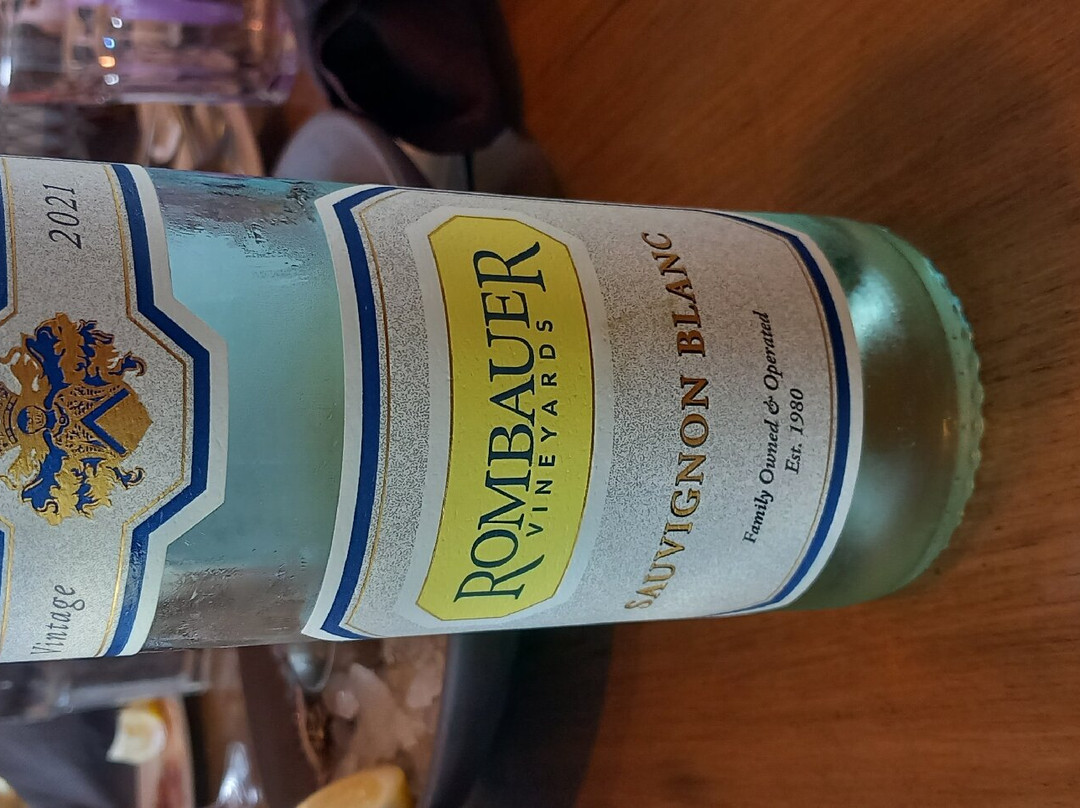 Vintage 2021
ROMBAUER
VINEYARDS
SAUVIGNON BLANC
Family Owned & Operated
Est. 1980